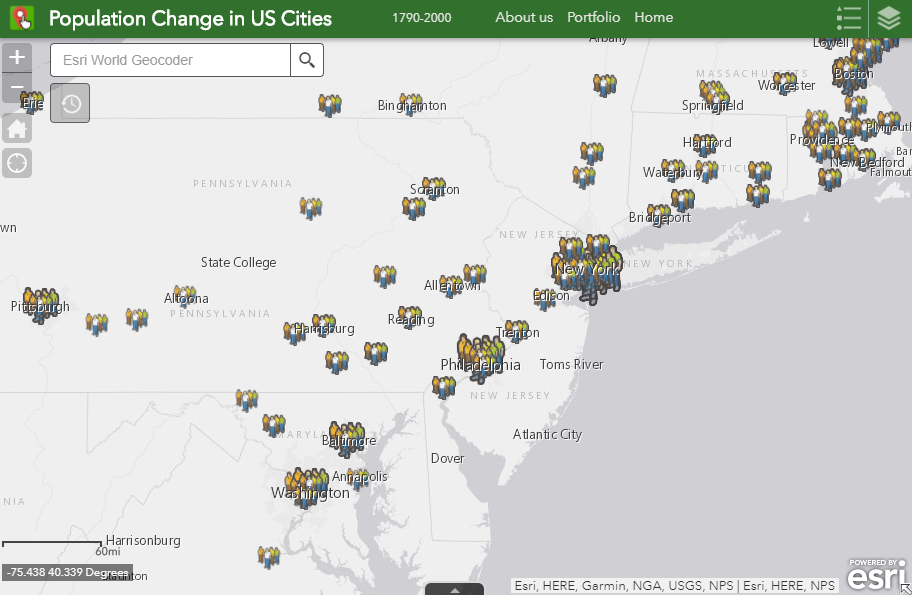 Population Change in US Cities
1790-2000
About us
Portfolio
Home
Esri World Geocoder
Albany
Lowell
MASSACHUSETTS
Boston
Worcester
Erie
Binghamton
Springfield
Plymouth
Hartford
Providence
New Bedford
Waterbury
Falmout
PENNSYLVANIA
Scranton
Bridgeport
wn
NEW JERSEY
State College
New York
NEW YORK
Allentown
Edison
Pittsburgh
Altoona
PENNSYLVANIA
Reading
Harrisburg
Trenton
Philadelphia
Toms River
NEW JERSEY
MARYLA
Baltimore
Atlantic City
Dover
Annapolis
Washington
NIA
Harrisonburg
60mi
-75.438 40.339 Degrees
POWERED BY
esri
Esri, HERE, Garmin, NGA, USGS, NPS | Esri, HERE, NPS